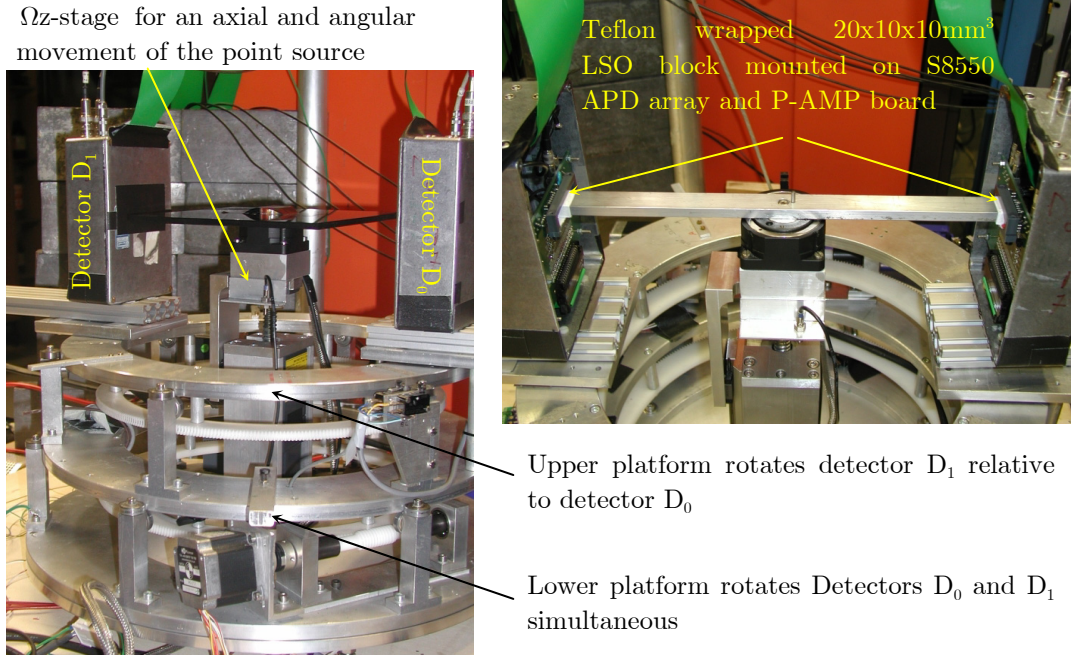 Ωz-stage for an axial and angular
movement of the point source
Detector D₁
Detector D₀
Teflon wrapped 20x10x10mm³
LSO block mounted on S8550
APD array and P-AMP board
Upper platform rotates detector D₁ relative
to detector D₀
Lower platform rotates Detectors D₀ and D₁
simultaneous